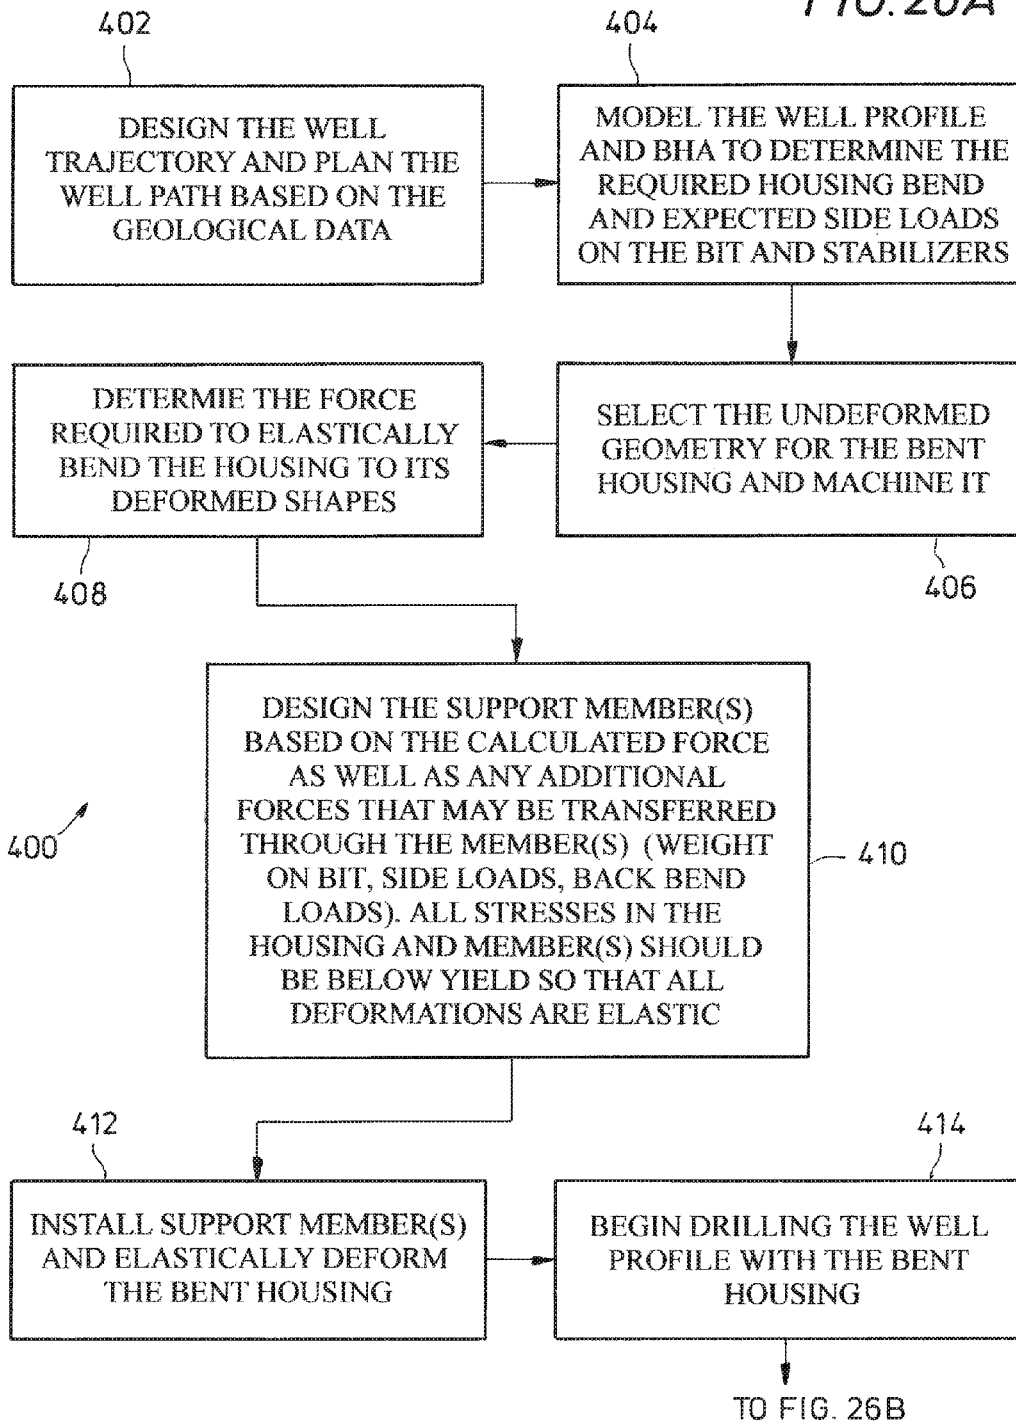 FIG. 26A
402
404
DESIGN THE WELL
TRAJECTORY AND PLAN THE
WELL PATH BASED ON THE
GEOLOGICAL DATA
MODEL THE WELL PROFILE
AND BHA TO DETERMINE THE
REQUIRED HOUSING BEND
AND EXPECTED SIDE LOADS
ON THE BIT AND STABILIZERS
DETERMIE THE FORCE
REQUIRED TO ELASTICALLY
BEND THE HOUSING TO ITS
DEFORMED SHAPES
SELECT THE UNDEFORMED
GEOMETRY FOR THE BENT
HOUSING AND MACHINE IT
408
406
DESIGN THE SUPPORT MEMBER(S)
BASED ON THE CALCULATED FORCE
AS WELL AS ANY ADDITIONAL
FORCES THAT MAY BE TRANSFERRED
THROUGH THE MEMBER(S) (WEIGHT
ON BIT, SIDE LOADS, BACK BEND
LOADS). ALL STRESSES IN THE
HOUSING AND MEMBER(S) SHOULD
BE BELOW YIELD SO THAT ALL
DEFORMATIONS ARE ELASTIC
400
410
412
414
INSTALL SUPPORT MEMBER(S)
AND ELASTICALLY DEFORM
THE BENT HOUSING
BEGIN DRILLING THE WELL
PROFILE WITH THE BENT
HOUSING
TO FIG. 26B